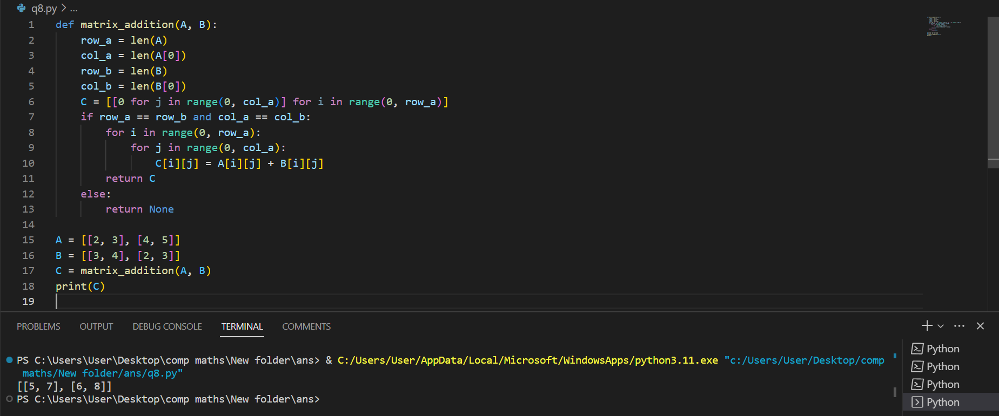 q8.py > ...
1 def matrix_addition(A, B):
2     row_a = len(A)
3     col_a = len(A[0])
4     row_b = len(B)
5     col_b = len(B[0])
6     C = [[0 for j in range(0, col_a)] for i in range(0, row_a)]
7     if row_a == row_b and col_a == col_b:
8         for i in range(0, row_a):
9             for j in range(0, col_a):
10                 C[i][j] = A[i][j] + B[i][j]
11         return C
12     else:
13         return None
14
15 A = [[2, 3], [4, 5]]
16 B = [[3, 4], [2, 3]]
17 C = matrix_addition(A, B)
18 print(C)
19
PROBLEMS OUTPUT DEBUG CONSOLE TERMINAL COMMENTS
PS C:\Users\User\Desktop\comp maths\New folder\ans> & C:/Users/User/AppData/Local/Microsoft/WindowsApps/python3.11.exe "c:/Users/User/Desktop/comp
maths/New folder/ans/q8.py"
[[5, 7], [6, 8]]
PS C:\Users\User\Desktop\comp maths\New folder\ans>
Python
Python
Python
Python